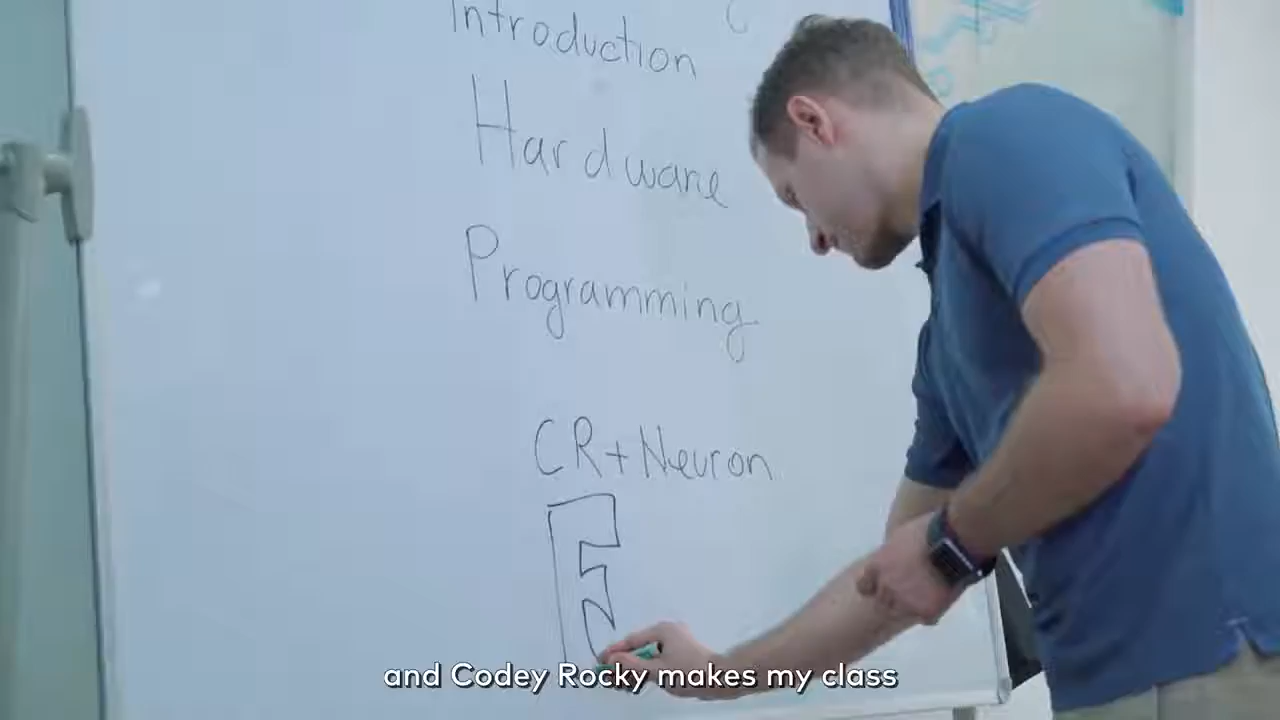 Introduction
Hardware
Programming
CR+Neuron
and Codey Rocky makes my class